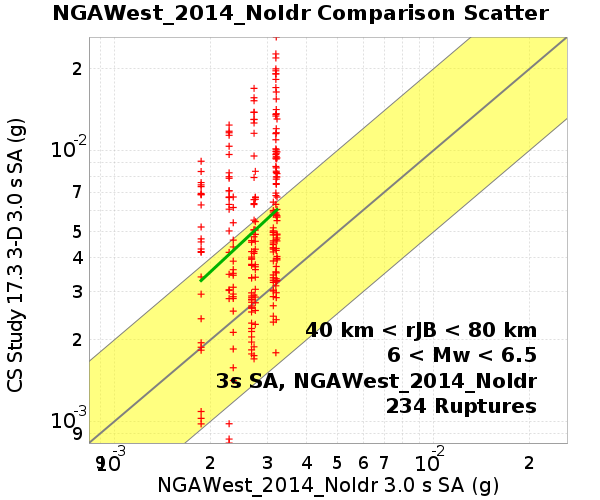 NGAWest_2014_NoIdr Comparison Scatter
CS Study 17.3 3-D 3.0 s SA (g)
2
10-2
7
5
4
3
2
10-3
9
40 km < rJB < 80 km
6 < Mw < 6.5
3s SA, NGAWest_2014_NoIdr
234 Ruptures
9 10-3 2 3 4 5 6 7 10-2 2
NGAWest_2014_NoIdr 3.0 s SA (g)